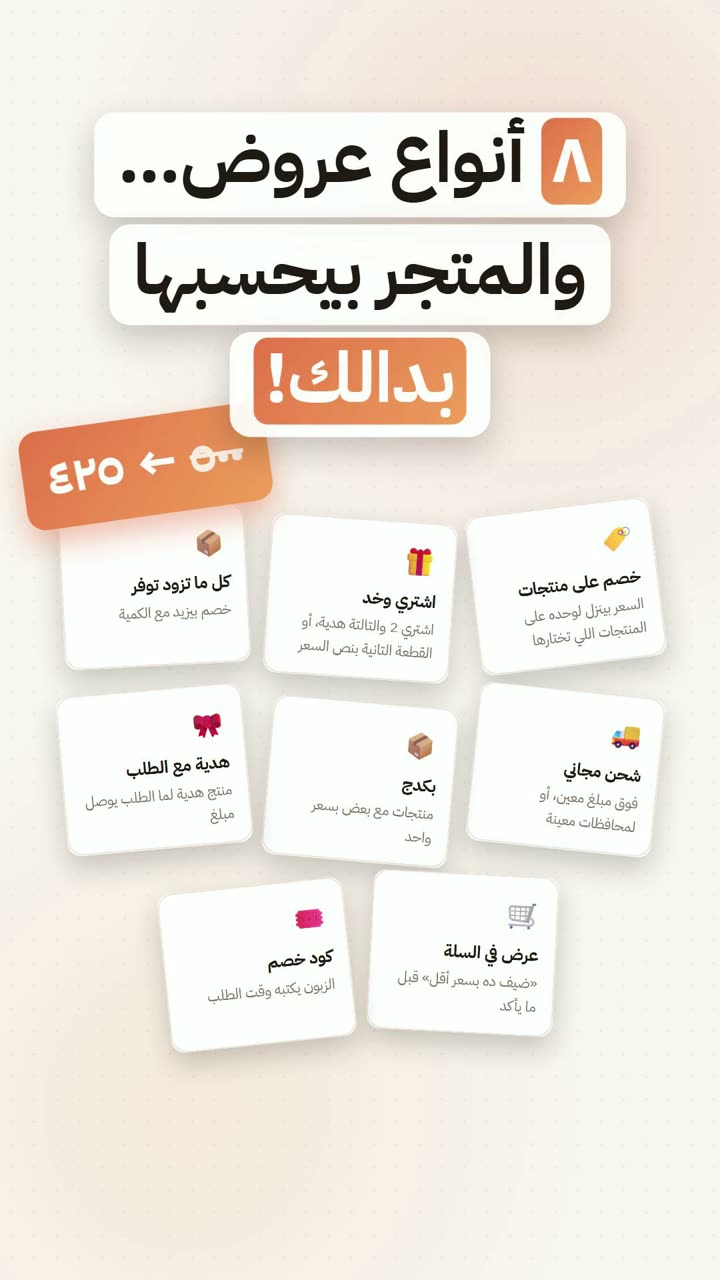 ٨ أنواع عروض...
والمتجر بيحسبها
بدالك!
٥٠٠ ← ٤٢٥
خصم على منتجات
السعر بينزل لوحده على
المنتجات اللي تختارها
اشتري وخد
اشتري 2 والتالتة هدية، أو
القطعة التانية بنص السعر
كل ما تزود توفر
خصم بيزيد مع الكمية
شحن مجاني
فوق مبلغ معين، أو
لمحافظات معينة
بكدج
منتجات مع بعض بسعر
واحد
هدية مع الطلب
منتج هدية لما الطلب يوصل
مبلغ
عرض في السلة
«ضيف ده بسعر أقل» قبل
ما يأكد
كود خصم
الزبون يكتبه وقت الطلب